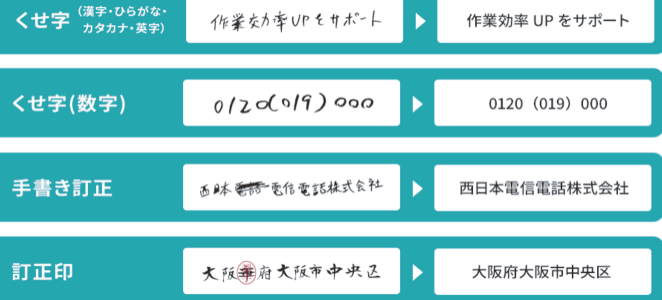 くせ字(漢字・ひらがな・カタカナ・英字)
作業効率UPをサポート
作業効率 UP をサポート
くせ字(数字)
0120(019)000
0120(019)000
手書き訂正
西日本電話電信電話株式会社
西日本電信電話株式会社
訂正印
大阪府大阪市中央区
大阪府大阪市中央区